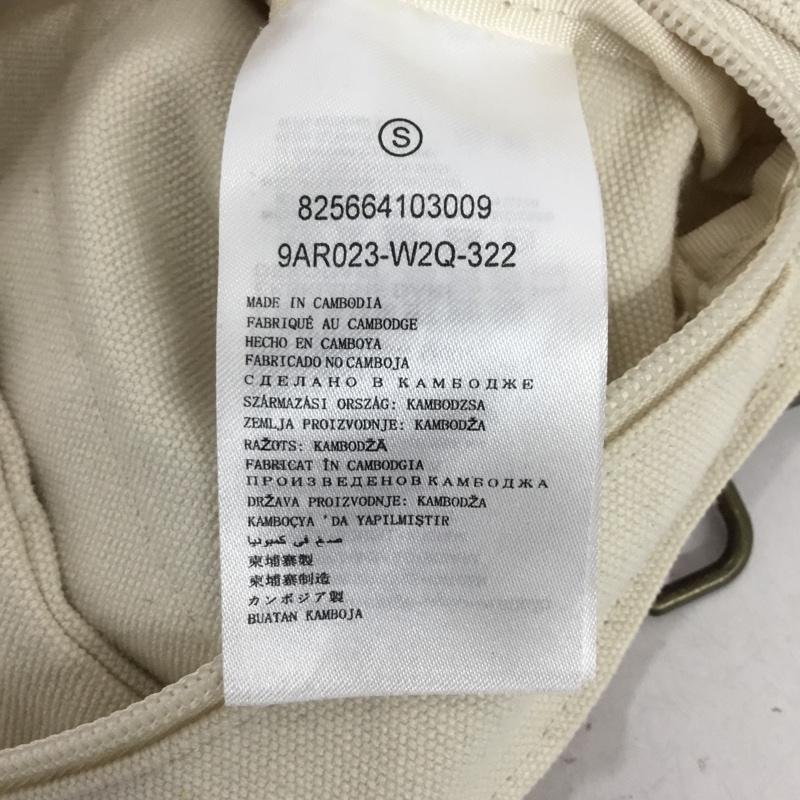 S
825664103009
9AR023-W2Q-322
MADE IN CAMBODIA
FABRIQUÉ AU CAMBODGE
HECHO EN CAMBOYA
FABRICADO NO CAMBOJA
СДЕЛАНО В КАМБОДЖЕ
SZÁRMAZÁSI ORSZÁG: KAMBODZSA
ZEMLJA PROIZVODNJE: KAMBODŽA
RAŽOTS: KAMBODŽĀ
FABRICAT ÎN CAMBODGIA
ПРОИЗВЕДЕНОВ КАМБОДЖА
DRŽAVA PROIZVODNJE: KAMBODŽA
KAMBOÇYA 'DA YAPILMIŞTIR
صنع في كمبوديا
柬埔寨製
柬埔寨制造
カンボジア製
BUATAN KAMBOJA